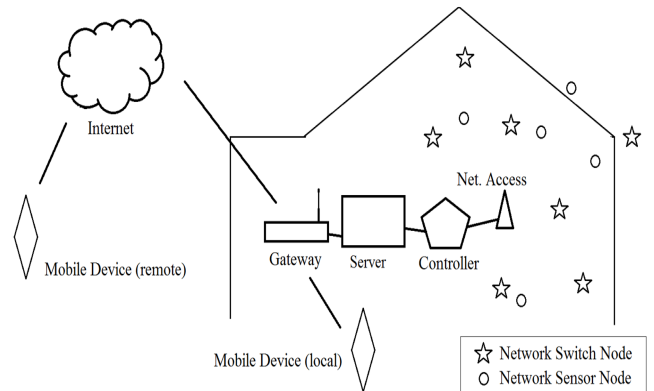 Internet
Net. Access
Gateway
Server
Controller
Mobile Device (remote)
Mobile Device (local)
Network Switch Node
Network Sensor Node